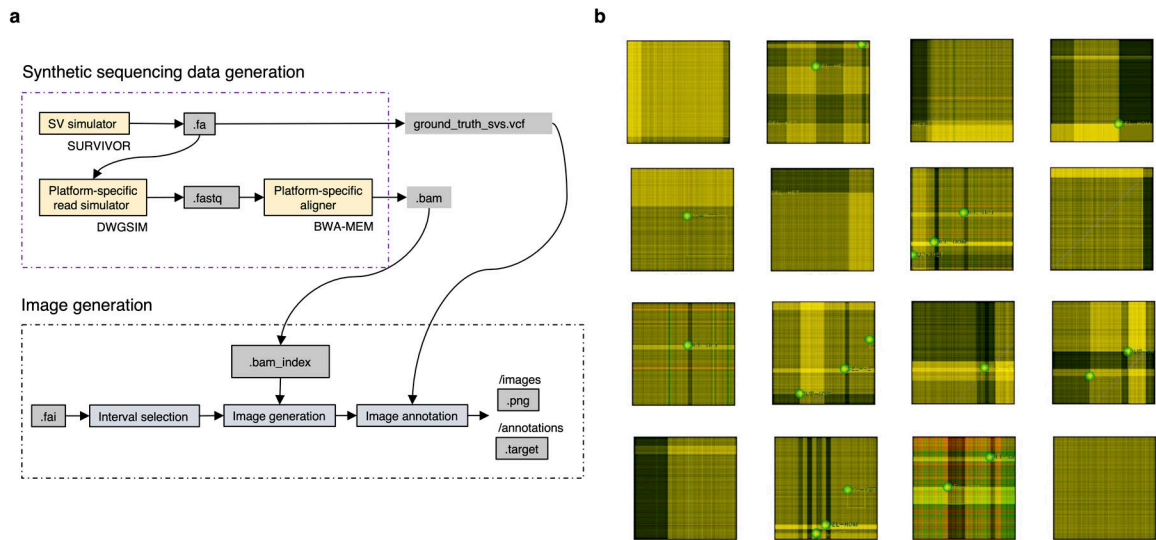 a
b
Synthetic sequencing data generation
SV simulator
.fa
ground_truth_svs.vcf
SURVIVOR
Platform-specific
read simulator
.fastq
Platform-specific
aligner
.bam
DWGSIM
BWA-MEM
Image generation
.bam_index
/images
.png
.fai
Interval selection
Image generation
Image annotation
/annotations
.target